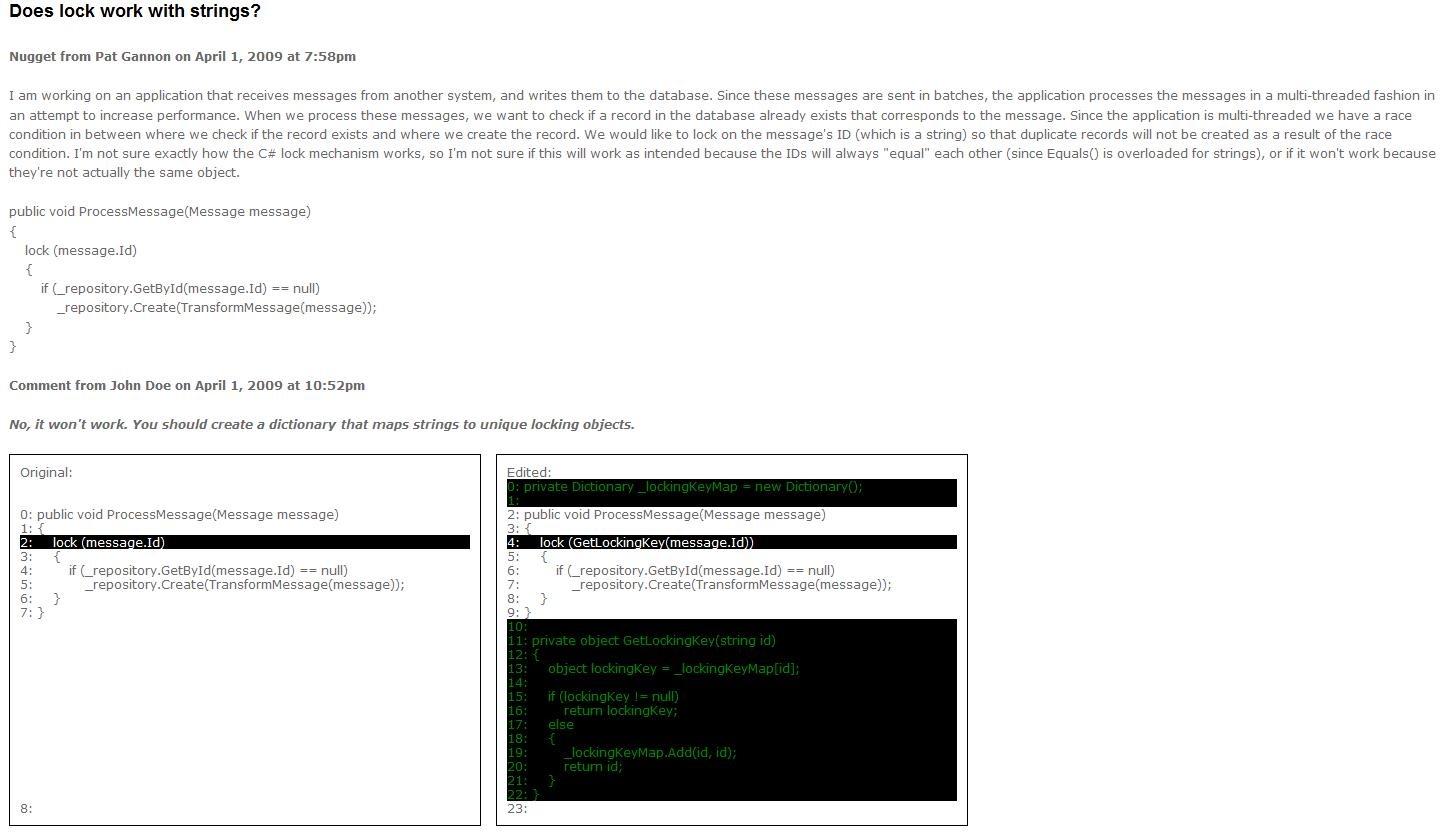 Does lock work with strings?
Nugget from Pat Gannon on April 1, 2009 at 7:58pm
I am working on an application that receives messages from another system, and writes them to the database. Since these messages are sent in batches, the application processes the messages in a multi-threaded fashion in
an attempt to increase performance. When we process these messages, we want to check if a record in the database already exists that corresponds to the message. Since the application is multi-threaded we have a race
condition in between where we check if the record exists and where we create the record. We would like to lock on the message's ID (which is a string) so that duplicate records will not be created as a result of the race
condition. I'm not sure exactly how the C# lock mechanism works, so I'm not sure if this will work as intended because the IDs will always "equal" each other (since Equals() is overloaded for strings), or if it won't work because
they're not actually the same object.
public void ProcessMessage(Message message)
{
    lock (message.Id)
    {
        if (_repository.GetById(message.Id) == null)
            _repository.Create(TransformMessage(message));
    }
}
Comment from John Doe on April 1, 2009 at 10:52pm
No, it won't work. You should create a dictionary that maps strings to unique locking objects.
Original:
0: public void ProcessMessage(Message message)
1: {
2:     lock (message.Id)
3:     {
4:         if (_repository.GetById(message.Id) == null)
5:             _repository.Create(TransformMessage(message));
6:     }
7: }
8:
Edited:
0: private Dictionary _lockingKeyMap = new Dictionary();
1:
2: public void ProcessMessage(Message message)
3: {
4:     lock (GetLockingKey(message.Id))
5:     {
6:         if (_repository.GetById(message.Id) == null)
7:             _repository.Create(TransformMessage(message));
8:     }
9: }
10:
11: private object GetLockingKey(string id)
12: {
13:     object lockingKey = _lockingKeyMap[id];
14:
15:     if (lockingKey != null)
16:         return lockingKey;
17:     else
18:     {
19:         _lockingKeyMap.Add(id, id);
20:         return id;
21:     }
22: }
23: